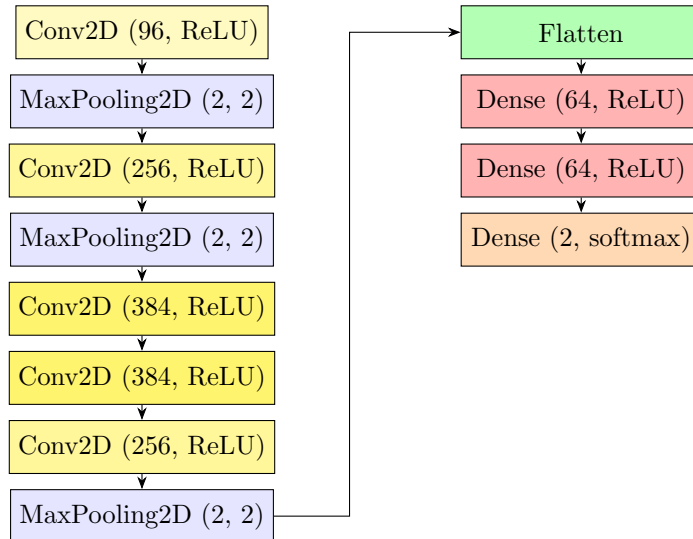 Conv2D (96, ReLU)
MaxPooling2D (2, 2)
Conv2D (256, ReLU)
MaxPooling2D (2, 2)
Conv2D (384, ReLU)
Conv2D (384, ReLU)
Conv2D (256, ReLU)
MaxPooling2D (2, 2)
Flatten
Dense (64, ReLU)
Dense (64, ReLU)
Dense (2, softmax)